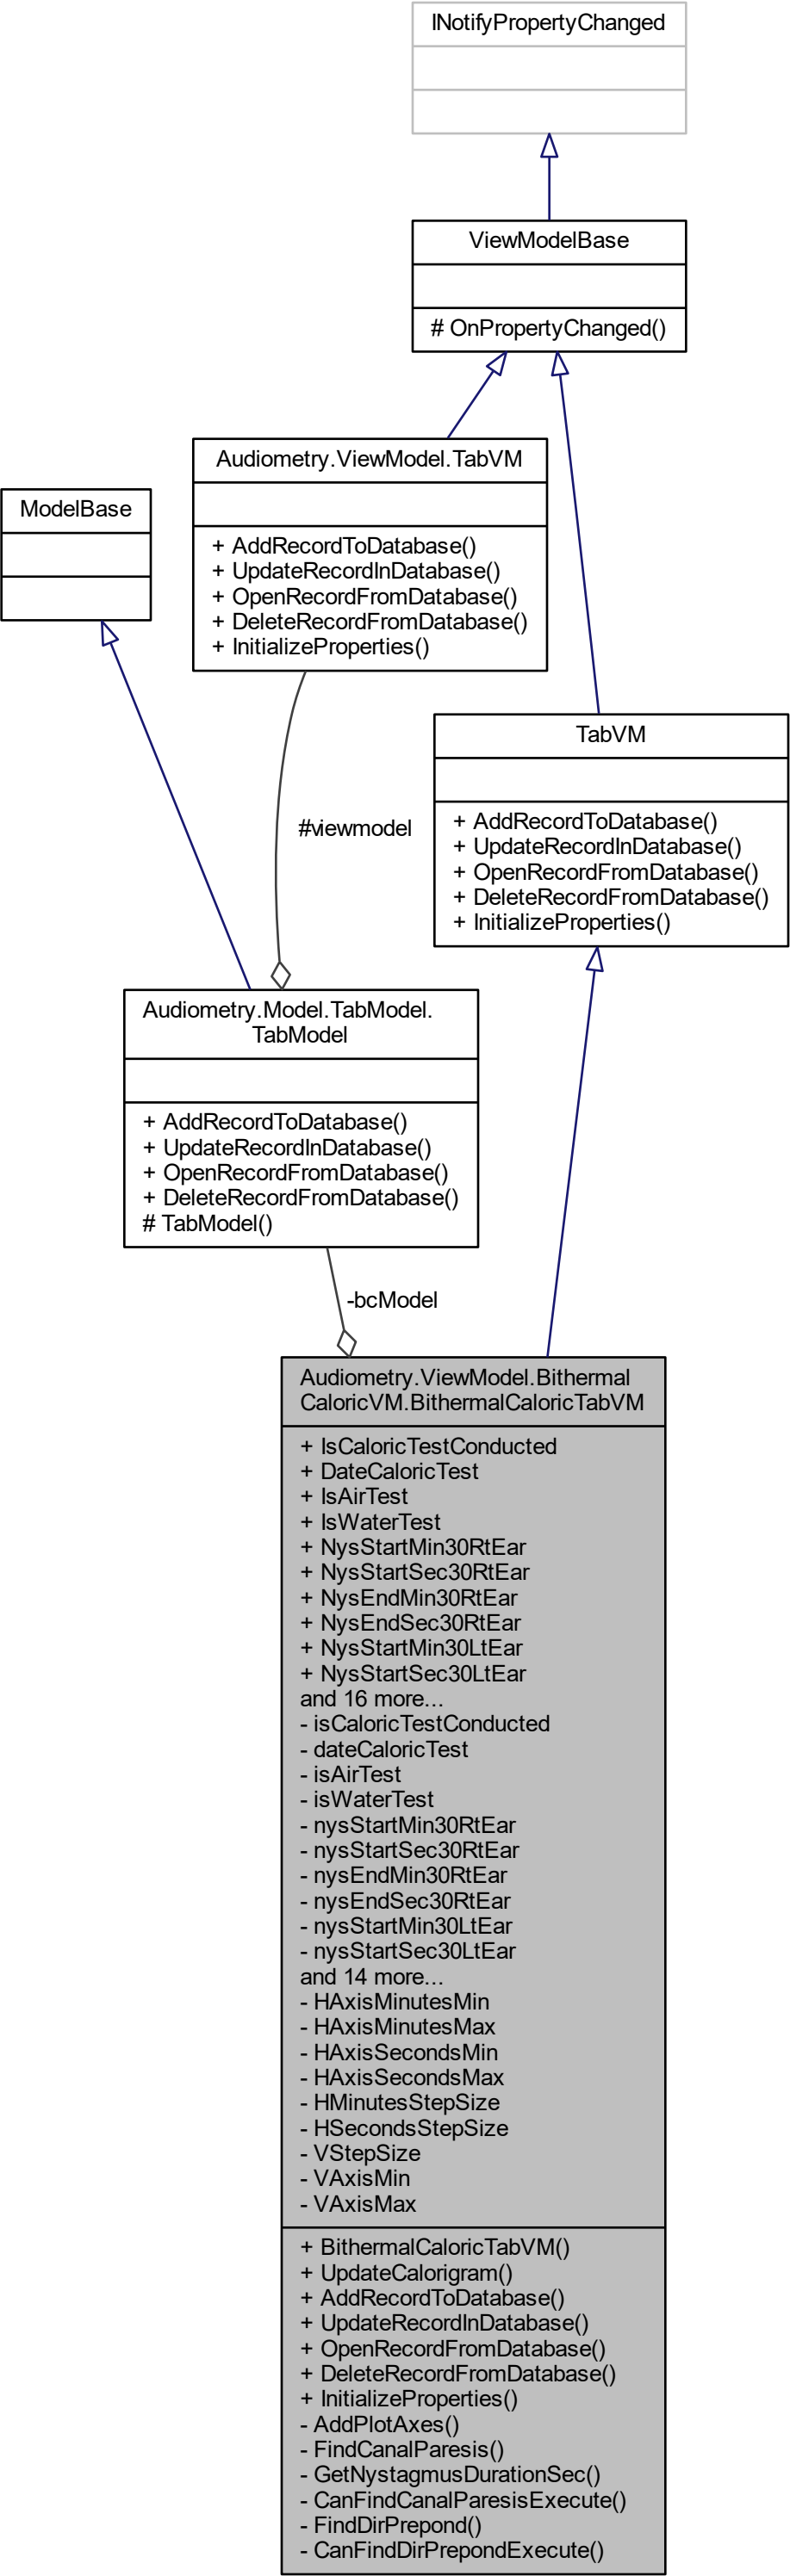 INotifyPropertyChanged
ViewModelBase
# OnPropertyChanged()
Audiometry.ViewModel.TabVM
+ AddRecordToDatabase()
+ UpdateRecordInDatabase()
+ OpenRecordFromDatabase()
+ DeleteRecordFromDatabase()
+ InitializeProperties()
ModelBase
TabVM
+ AddRecordToDatabase()
+ UpdateRecordInDatabase()
+ OpenRecordFromDatabase()
+ DeleteRecordFromDatabase()
+ InitializeProperties()
#viewmodel
Audiometry.Model.TabModel.
TabModel
+ AddRecordToDatabase()
+ UpdateRecordInDatabase()
+ OpenRecordFromDatabase()
+ DeleteRecordFromDatabase()
# TabModel()
-bcModel
Audiometry.ViewModel.Bithermal
CaloricVM.BithermalCaloricTabVM
+ IsCaloricTestConducted
+ DateCaloricTest
+ IsAirTest
+ IsWaterTest
+ NysStartMin30RtEar
+ NysStartSec30RtEar
+ NysEndMin30RtEar
+ NysEndSec30RtEar
+ NysStartMin30LtEar
+ NysStartSec30LtEar
and 16 more...
- isCaloricTestConducted
- dateCaloricTest
- isAirTest
- isWaterTest
- nysStartMin30RtEar
- nysStartSec30RtEar
- nysEndMin30RtEar
- nysEndSec30RtEar
- nysStartMin30LtEar
- nysStartSec30LtEar
and 14 more...
- HAxisMinutesMin
- HAxisMinutesMax
- HAxisSecondsMin
- HAxisSecondsMax
- HMinutesStepSize
- HSecondsStepSize
- VStepSize
- VAxisMin
- VAxisMax
+ BithermalCaloricTabVM()
+ UpdateCalorigram()
+ AddRecordToDatabase()
+ UpdateRecordInDatabase()
+ OpenRecordFromDatabase()
+ DeleteRecordFromDatabase()
+ InitializeProperties()
- AddPlotAxes()
- FindCanalParesis()
- GetNystagmusDurationSec()
- CanFindCanalParesisExecute()
- FindDirPrepond()
- CanFindDirPrepondExecute()